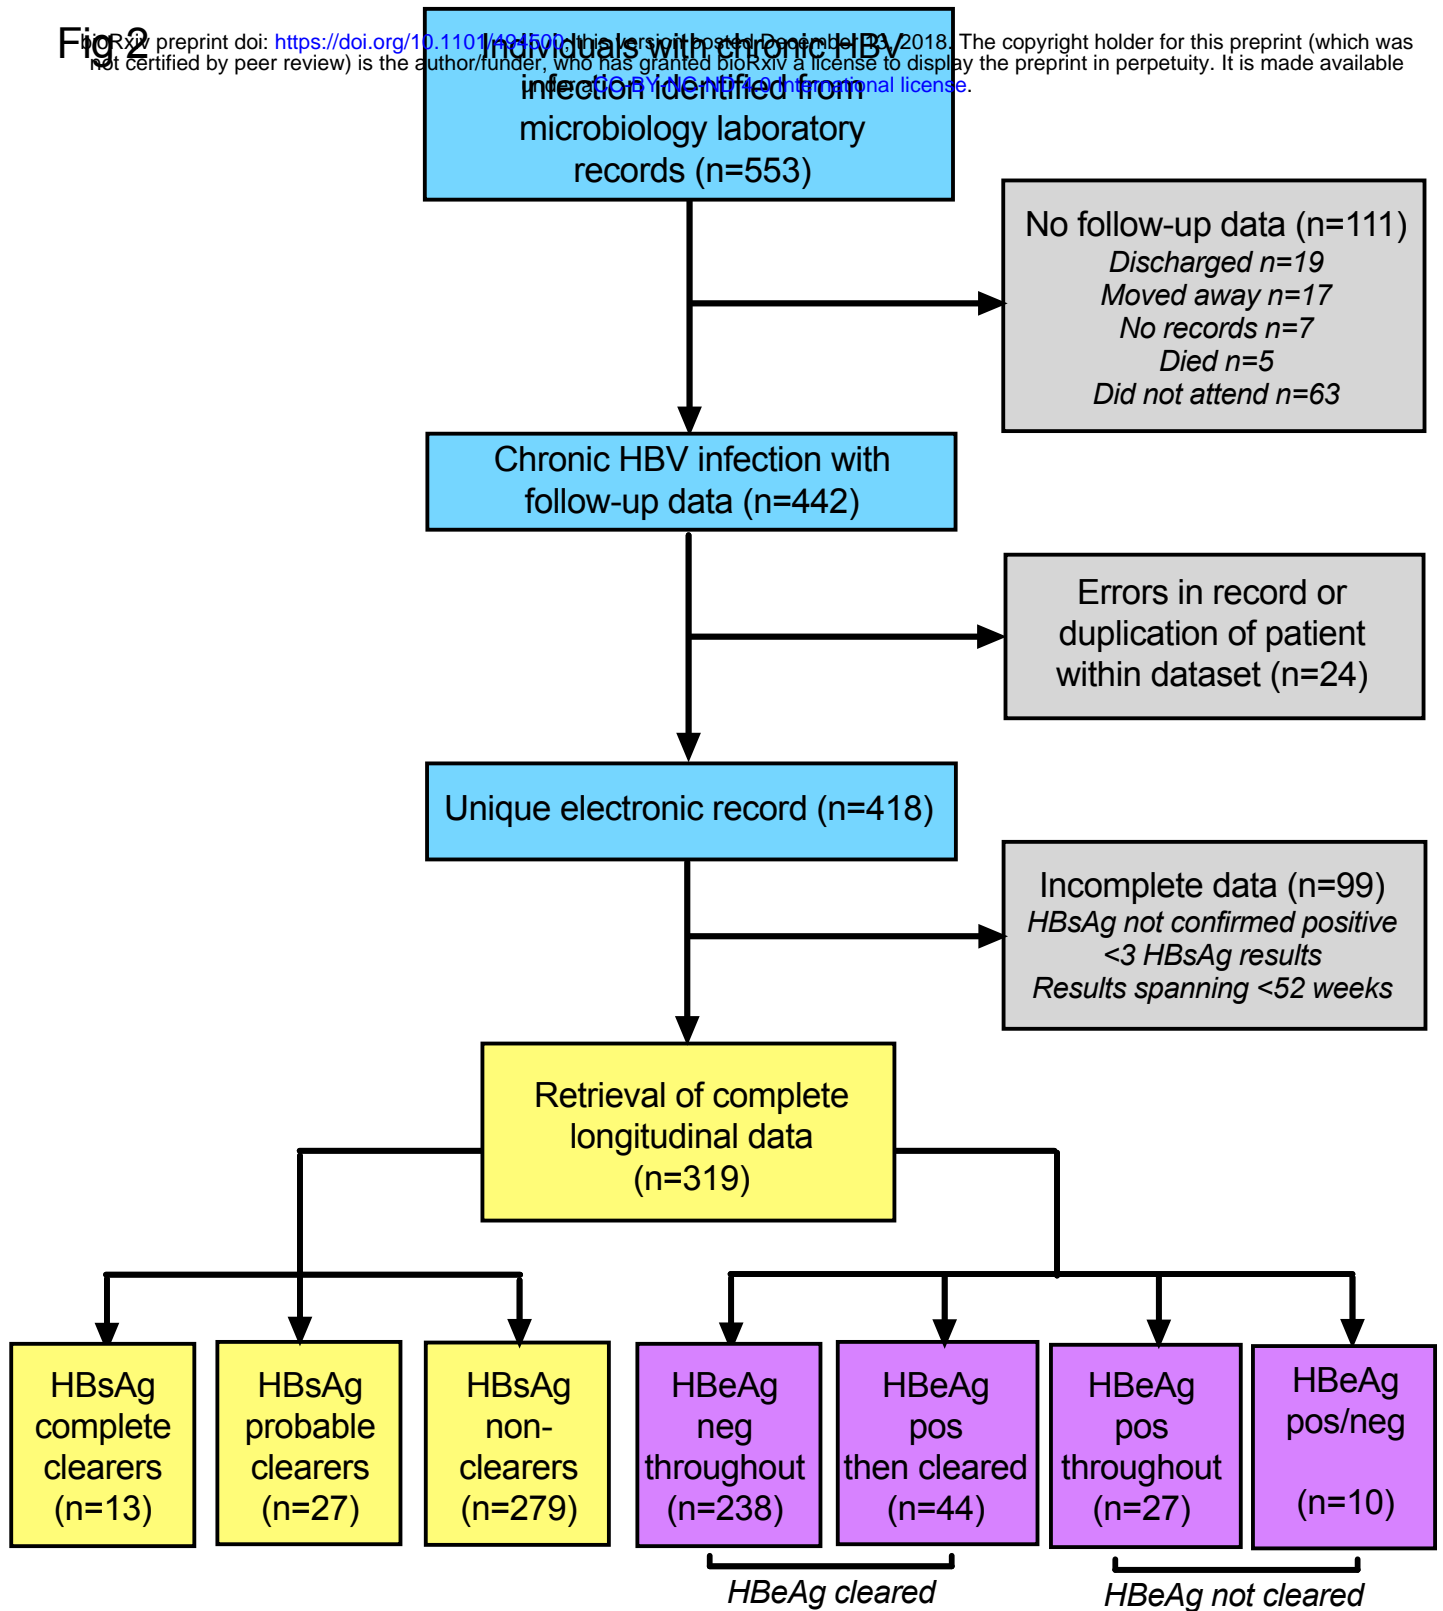 Fig 2
bioRxiv preprint doi: https://doi.org/10.1101/494500; this version posted December 13, 2018. The copyright holder for this preprint (which was
not certified by peer review) is the author/funder, who has granted bioRxiv a license to display the preprint in perpetuity. It is made available
under aCC-BY-NC-ND 4.0 International license.
Individuals with chronic HBV
infection identified from
microbiology laboratory
records (n=553)
No follow-up data (n=111)
Discharged n=19
Moved away n=17
No records n=7
Died n=5
Did not attend n=63
Chronic HBV infection with
follow-up data (n=442)
Errors in record or
duplication of patient
within dataset (n=24)
Unique electronic record (n=418)
Incomplete data (n=99)
HBsAg not confirmed positive
<3 HBsAg results
Results spanning <52 weeks
Retrieval of complete
longitudinal data
(n=319)
HBsAg
complete
clearers
(n=13)
HBsAg
probable
clearers
(n=27)
HBsAg
non-
clearers
(n=279)
HBeAg
neg
throughout
(n=238)
HBeAg
pos
then cleared
(n=44)
HBeAg
pos
throughout
(n=27)
HBeAg
pos/neg
(n=10)
HBeAg cleared
HBeAg not cleared